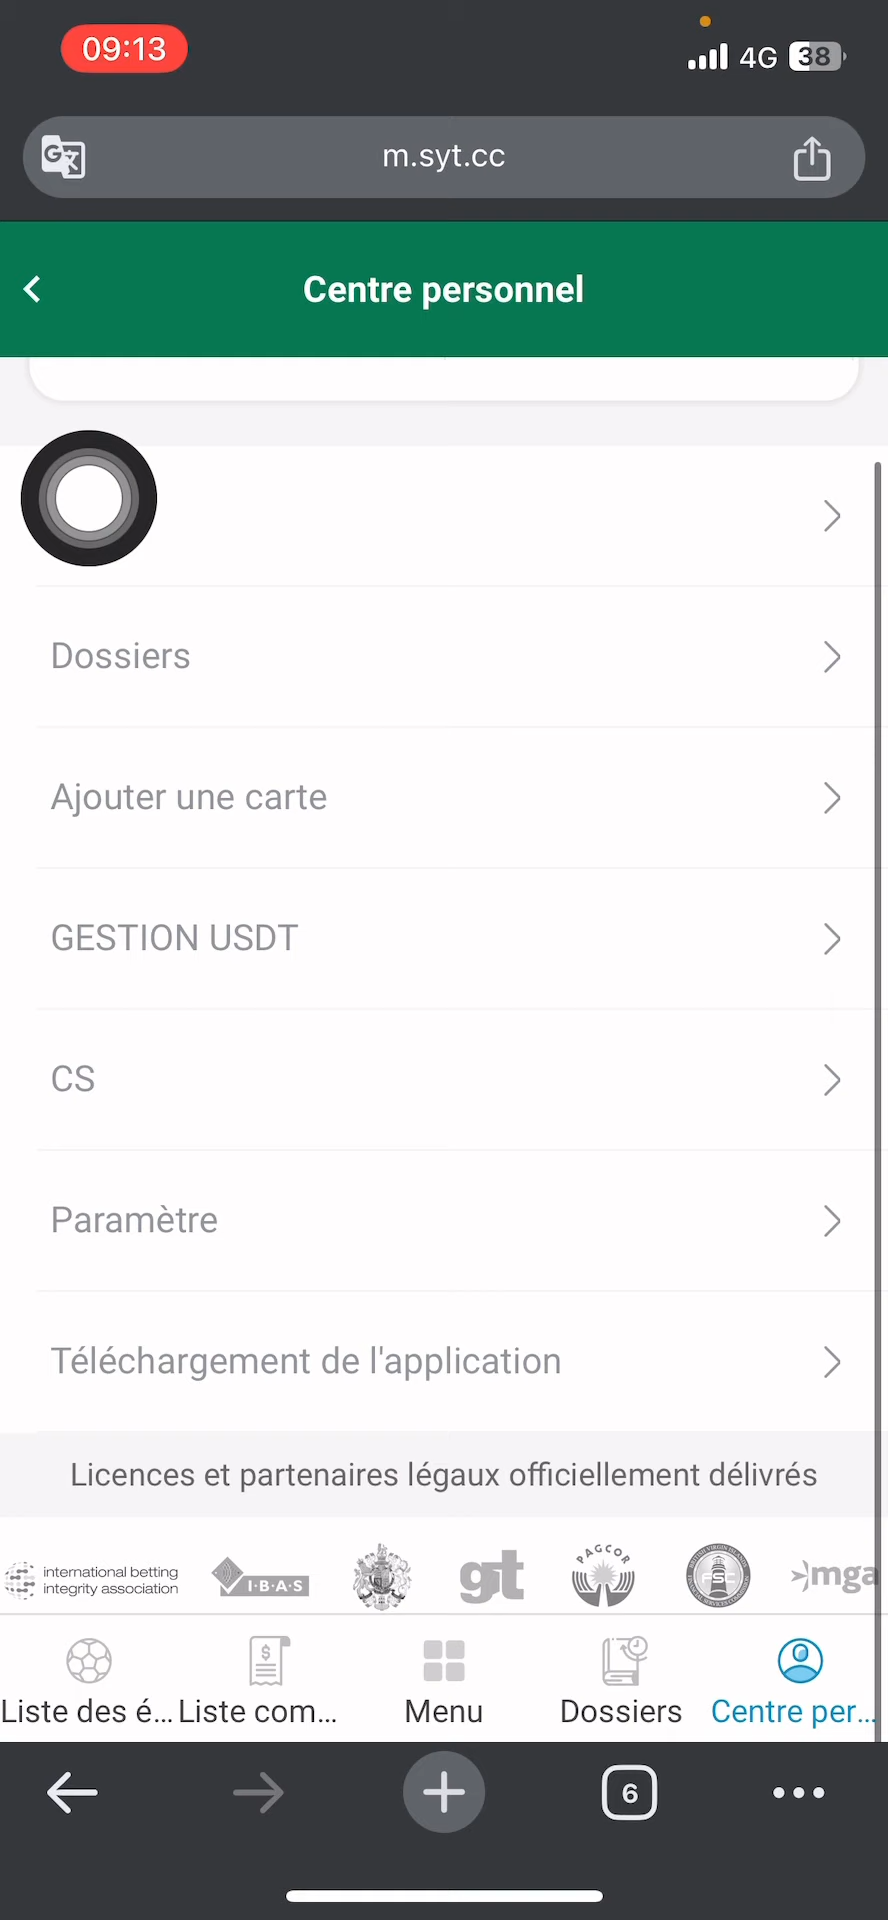 09:13
4G
38
m.syt.cc
Centre personnel
Dossiers
Ajouter une carte
GESTION USDT
CS
Paramètre
Téléchargement de l'application
Licences et partenaires légaux officiellement délivrés
international betting
integrity association
I·B·A·S
gt
PAGCOR
FSC
mga
Liste des é...
Liste com...
Menu
Dossiers
Centre per...
6